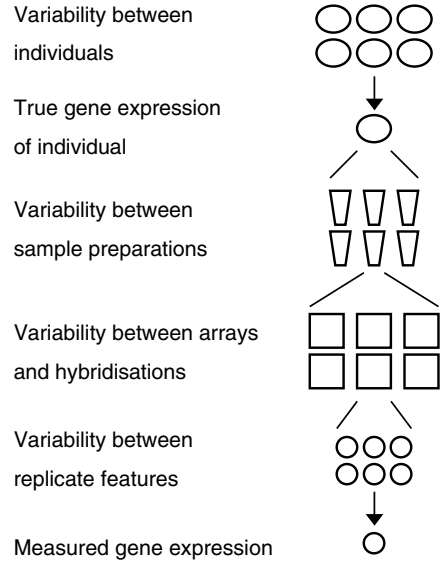 Variability between
individuals
True gene expression
of individual
Variability between
sample preparations
Variability between arrays
and hybridisations
Variability between
replicate features
Measured gene expression